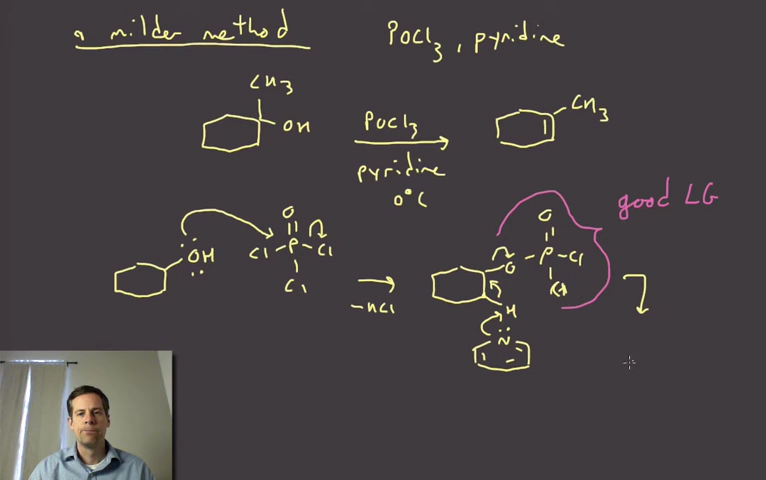 a milder method
POCl3, pyridine
CH3
OH
POCl3
pyridine
0°C
CH3
good LG
O
Cl-P-Cl
Cl
OH
-HCl
O
O-P-Cl
Cl
H
N